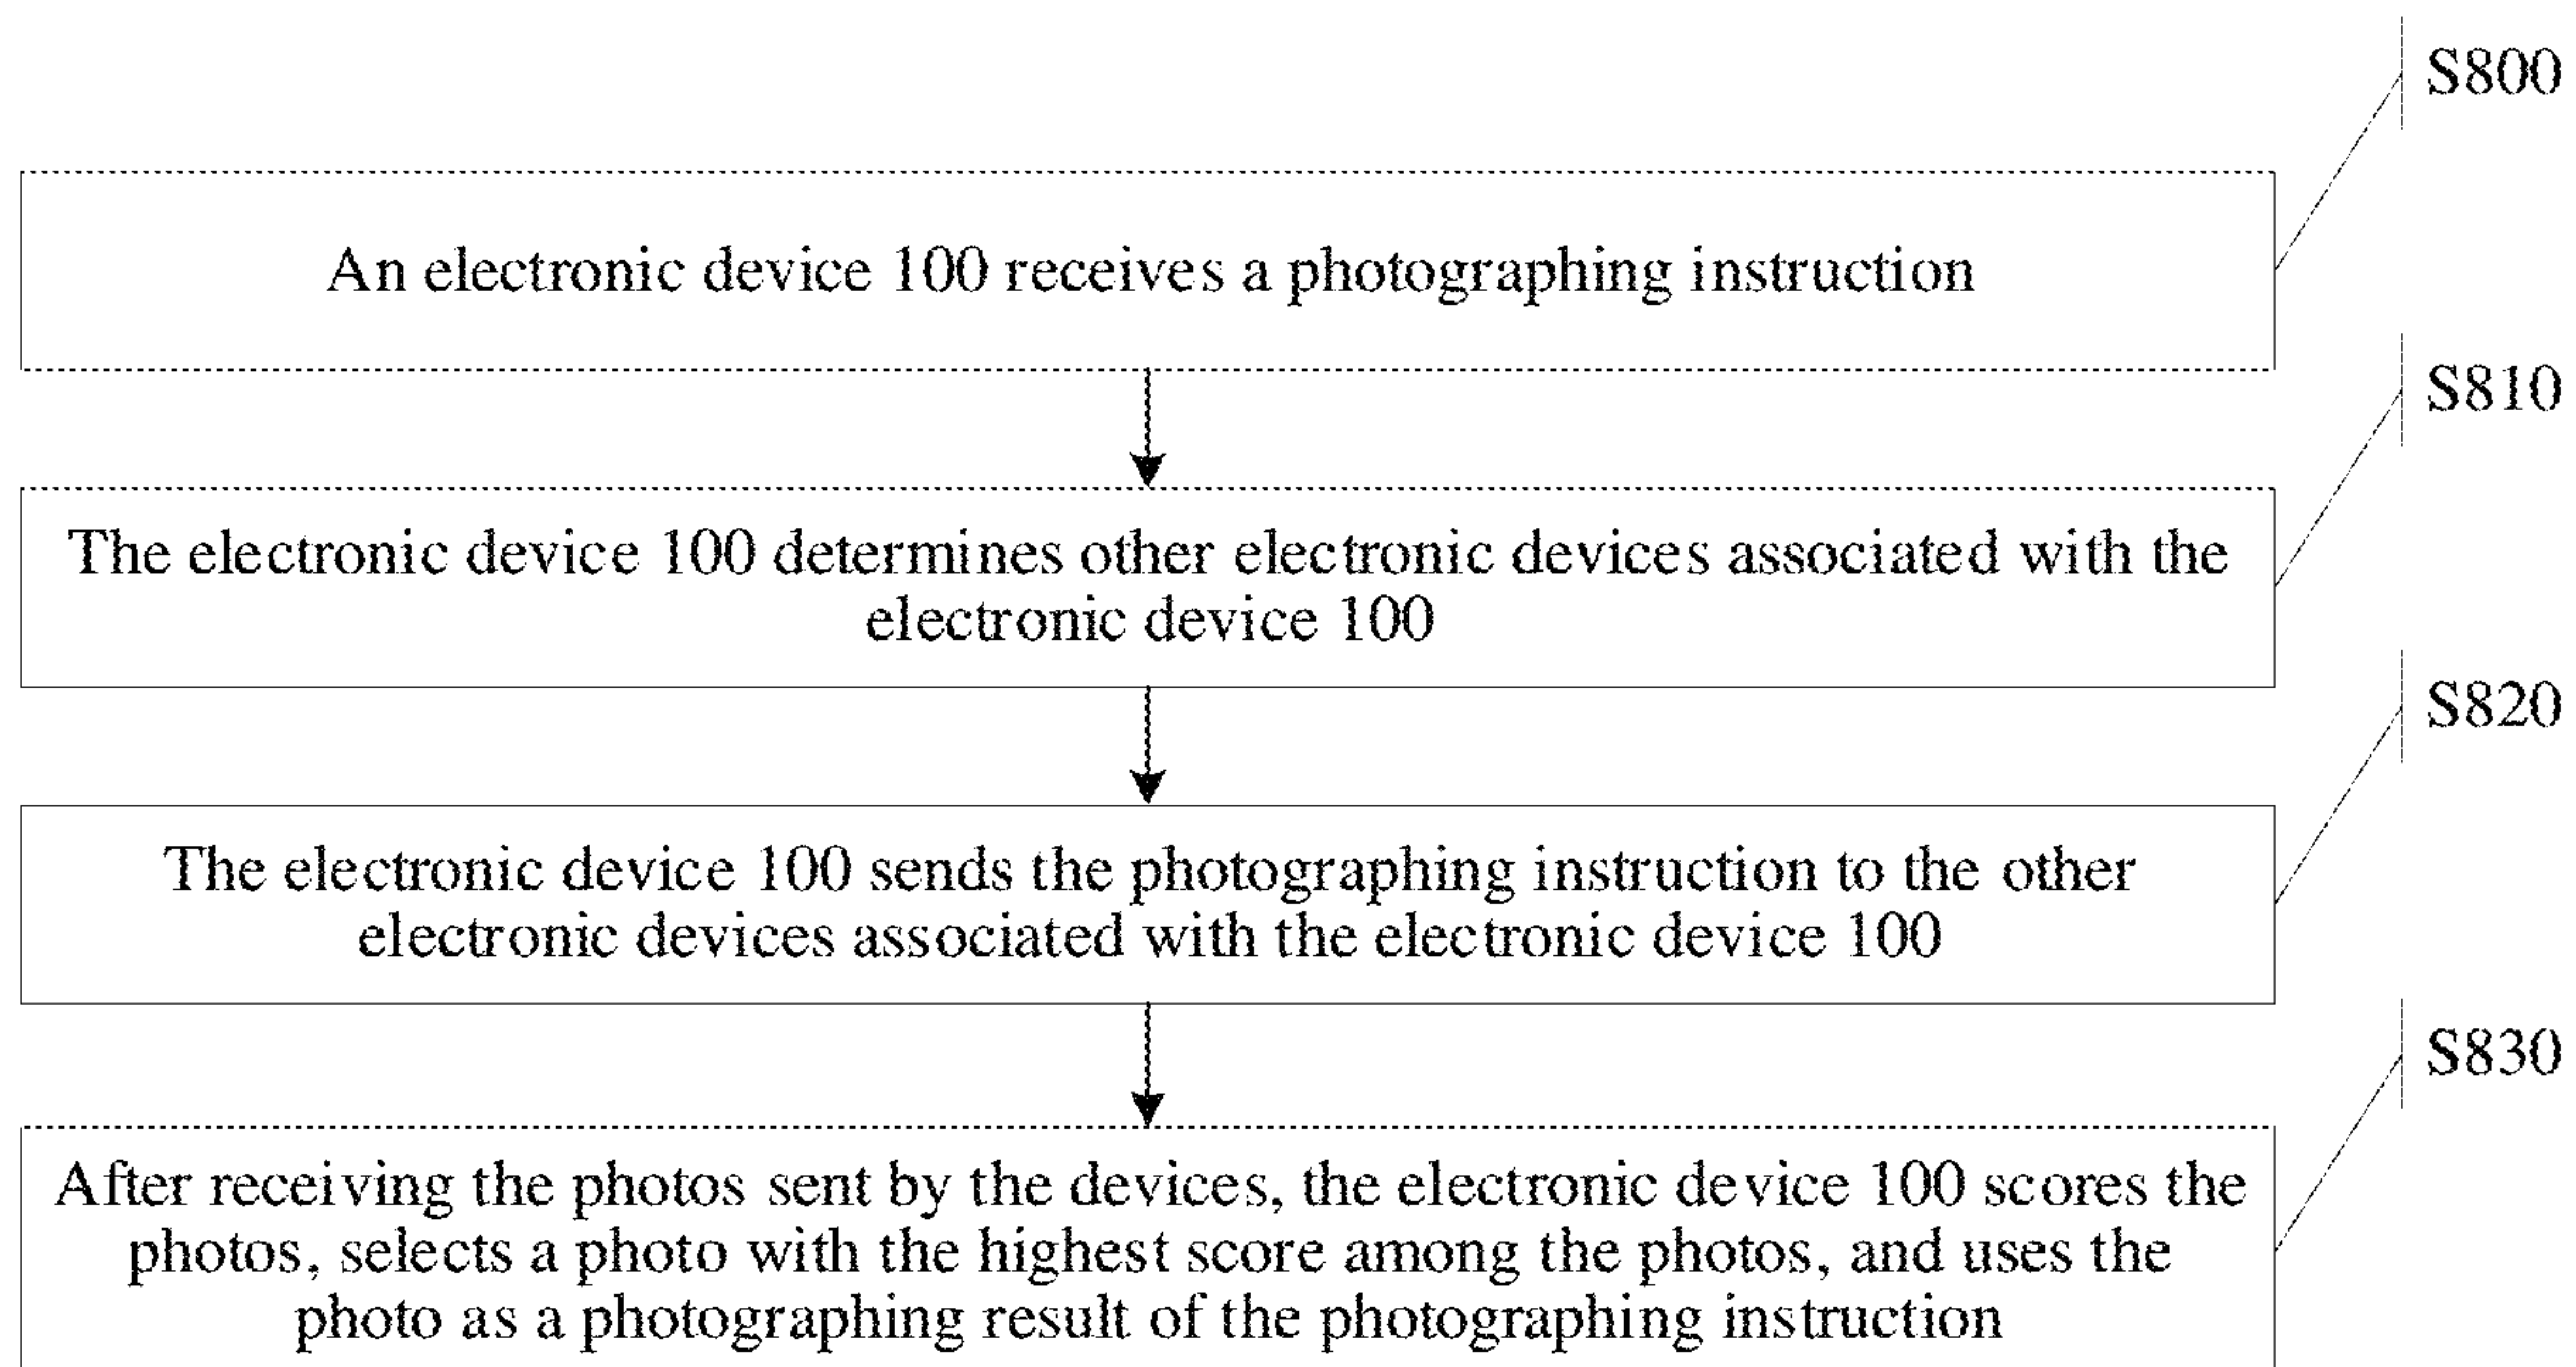 S800
An electronic device 100 receives a photographing instruction
S810
The electronic device 100 determines other electronic devices associated with the
electronic device 100
S820
The electronic device 100 sends the photographing instruction to the other
electronic devices associated with the electronic device 100
S830
After receiving the photos sent by the devices, the electronic device 100 scores the
photos, selects a photo with the highest score among the photos, and uses the
photo as a photographing result of the photographing instruction